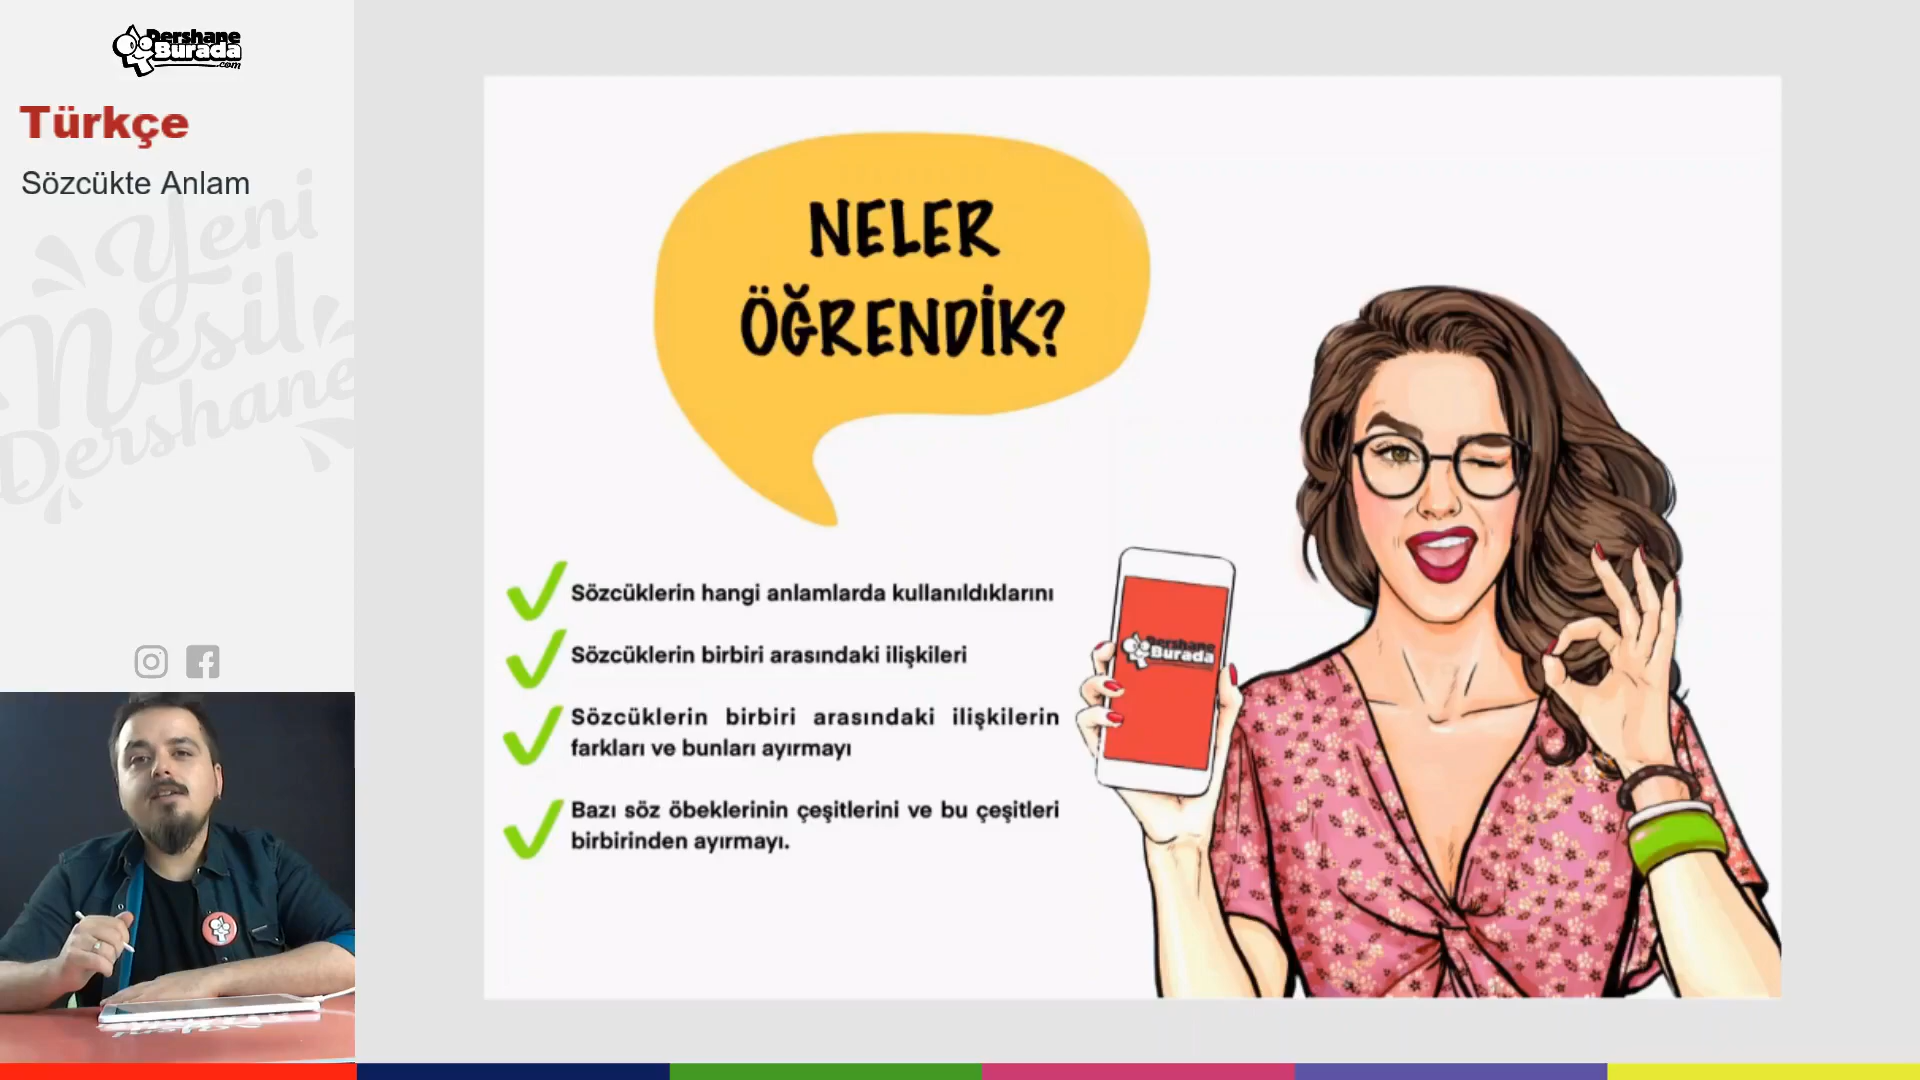 Dershane
Burada
.com
Türkçe
Sözcükte Anlam
Yeni
Nesil
Dershane
NELER
ÖĞRENDİK?
Sözcüklerin hangi anlamlarda kullanıldıklarını
Sözcüklerin birbiri arasındaki ilişkileri
Sözcüklerin birbiri arasındaki ilişkilerin
farkları ve bunları ayırmayı
Bazı söz öbeklerinin çeşitlerini ve bu çeşitleri
birbirinden ayırmayı.
Dershane
Burada